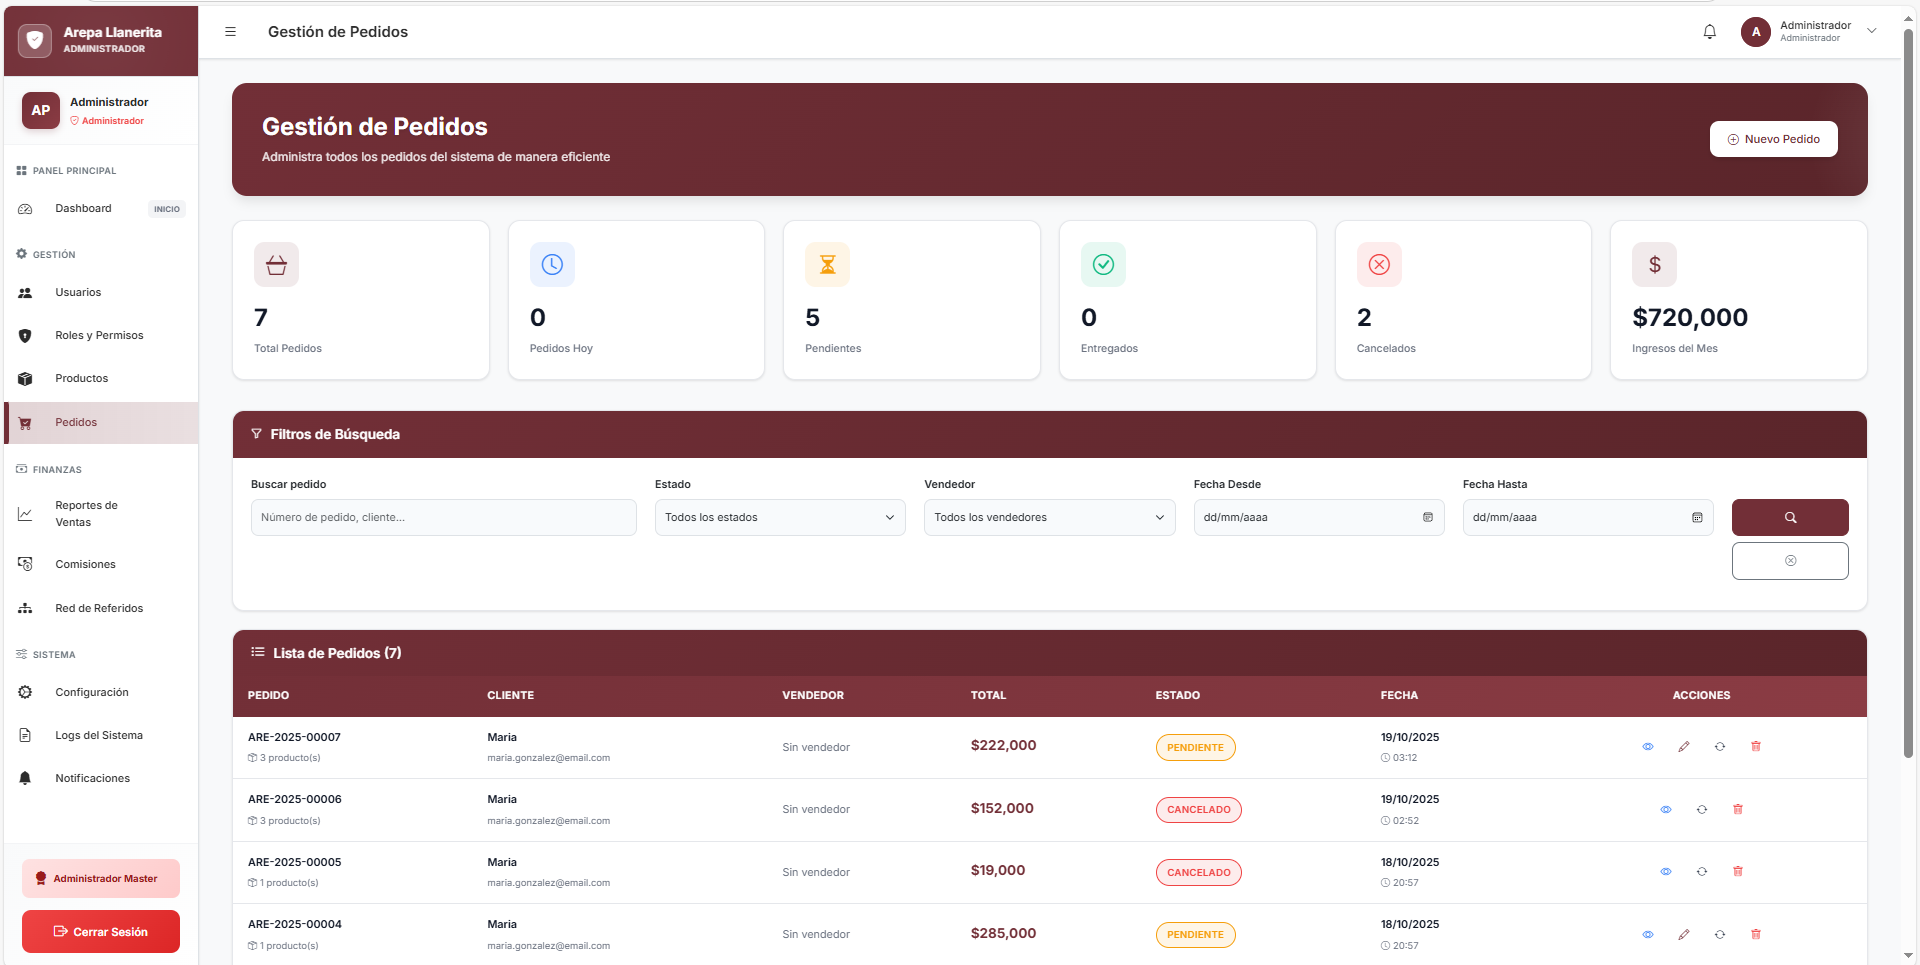 Arepa Llanerita
ADMINISTRADOR
AP
Administrador
Administrador
PANEL PRINCIPAL
Dashboard
INICIO
GESTIÓN
Usuarios
Roles y Permisos
Productos
Pedidos
FINANZAS
Reportes de
Ventas
Comisiones
Red de Referidos
SISTEMA
Configuración
Logs del Sistema
Notificaciones
Administrador Master
Cerrar Sesión
Gestión de Pedidos
A
Administrador
Administrador
Gestión de Pedidos
Administra todos los pedidos del sistema de manera eficiente
Nuevo Pedido
7
Total Pedidos
0
Pedidos Hoy
5
Pendientes
0
Entregados
2
Cancelados
$
$720,000
Ingresos del Mes
Filtros de Búsqueda
Buscar pedido
Número de pedido, cliente...
Estado
Todos los estados
Vendedor
Todos los vendedores
Fecha Desde
dd/mm/aaaa
Fecha Hasta
dd/mm/aaaa
Lista de Pedidos (7)
PEDIDO CLIENTE VENDEDOR TOTAL ESTADO FECHA ACCIONES
ARE-2025-00007 Maria Sin vendedor $222,000 PENDIENTE 19/10/2025
3 producto(s) maria.gonzalez@email.com 03:12
ARE-2025-00006 Maria Sin vendedor $152,000 CANCELADO 19/10/2025
3 producto(s) maria.gonzalez@email.com 02:52
ARE-2025-00005 Maria Sin vendedor $19,000 CANCELADO 18/10/2025
1 producto(s) maria.gonzalez@email.com 20:57
ARE-2025-00004 Maria Sin vendedor $285,000 PENDIENTE 18/10/2025
1 producto(s) maria.gonzalez@email.com 20:57